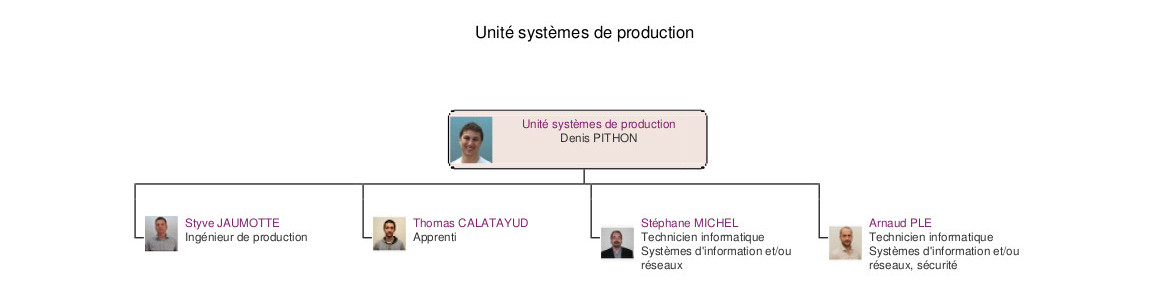 Unité systèmes de production
Unité systèmes de production
Denis PITHON
Styve JAUMOTTE
Ingénieur de production
Thomas CALATAYUD
Apprenti
Stéphane MICHEL
Technicien informatique
Systèmes d'information et/ou
réseaux
Arnaud PLE
Technicien informatique
Systèmes d'information et/ou
réseaux, sécurité